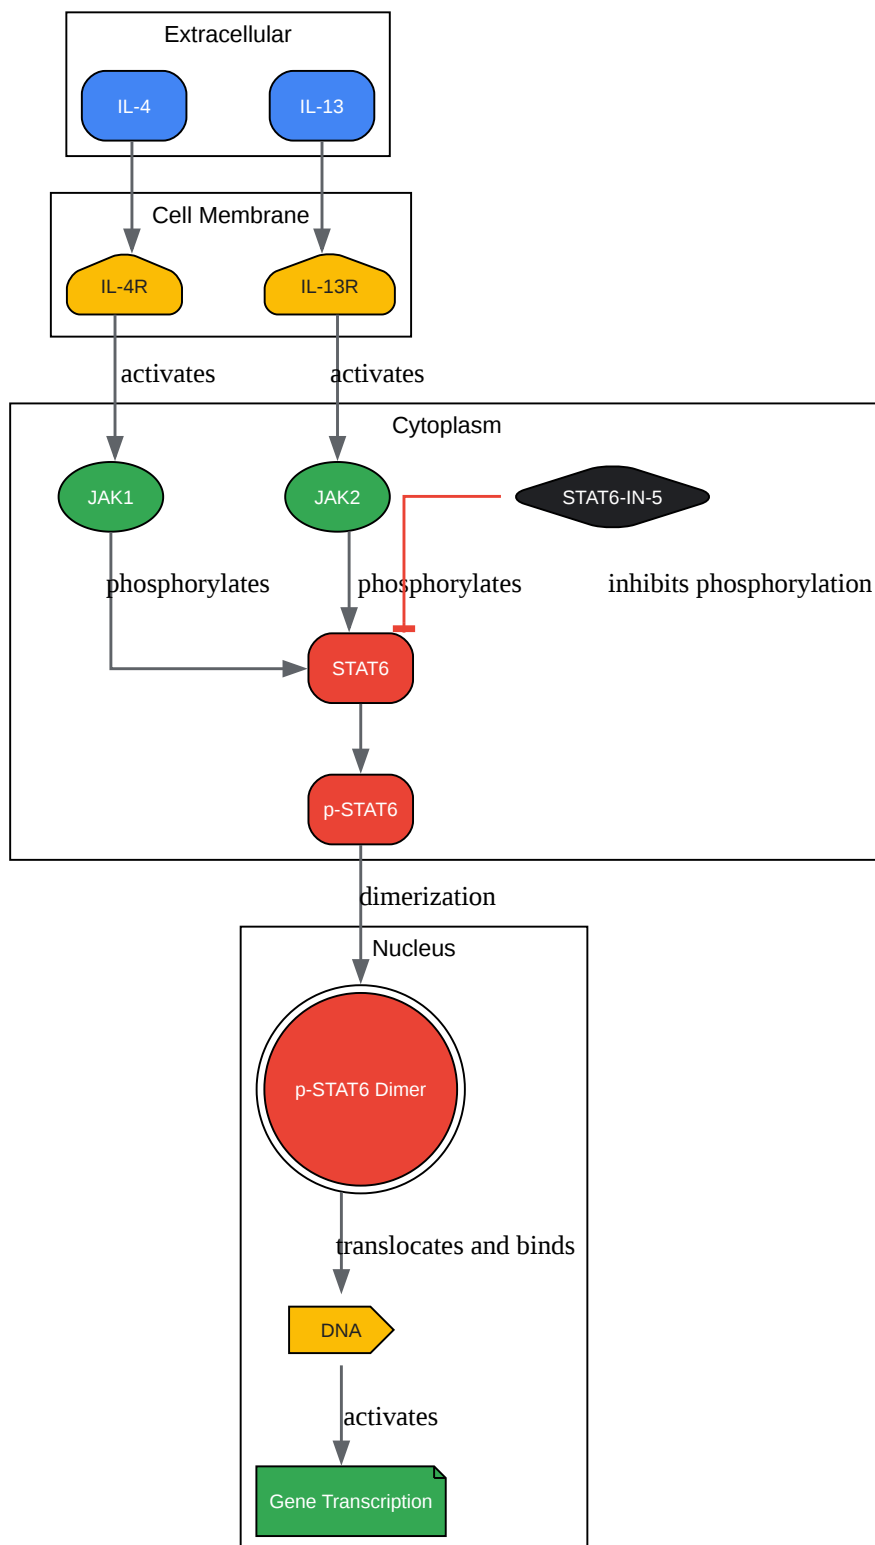 Extracellular
IL-4
IL-13
Cell Membrane
IL-4R
IL-13R
activates
activates
Cytoplasm
JAK1
JAK2
STAT6-IN-5
phosphorylates
phosphorylates
inhibits phosphorylation
STAT6
p-STAT6
dimerization
Nucleus
p-STAT6 Dimer
translocates and binds
DNA
activates
Gene Transcription